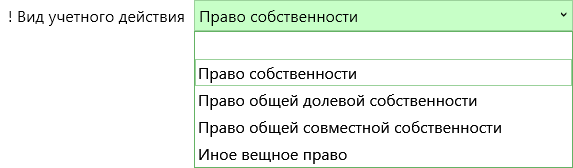 ! Вид учетного действия Право собственности
Право собственности
Право общей долевой собственности
Право общей совместной собственности
Иное вещное право